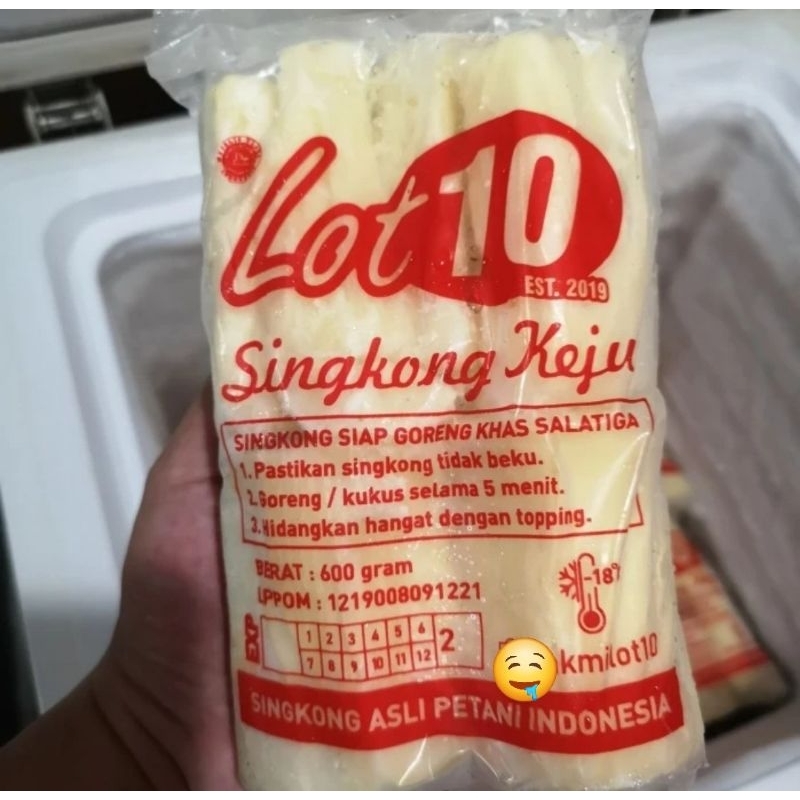 Lot 10
EST. 2019
Singkong Keju
SINGKONG SIAP GORENG KHAS SALATIGA
1. Pastikan singkong tidak beku.
2. Goreng / kukus selama 5 menit.
3. Hidangkan hangat dengan topping.
BERAT : 600 gram
LPPOM : 1219008091221
-18°
EXP
1 2 3 4 5 6
7 8 9 10 11 12
2
kmilot10
SINGKONG ASLI PETANI INDONESIA